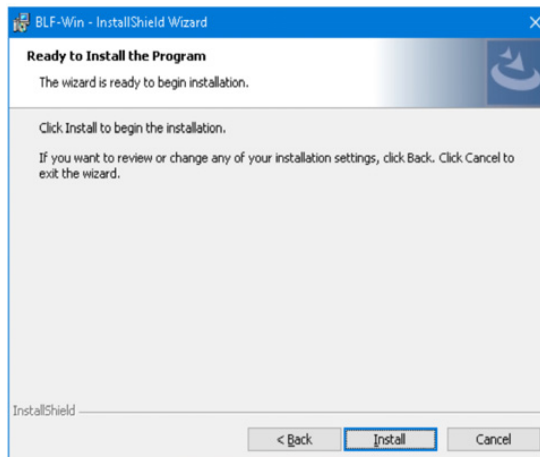 BLF-Win - InstallShield Wizard
Ready to Install the Program
The wizard is ready to begin installation.
Click Install to begin the installation.
If you want to review or change any of your installation settings, click Back. Click Cancel to
exit the wizard.
InstallShield
< Back Install Cancel